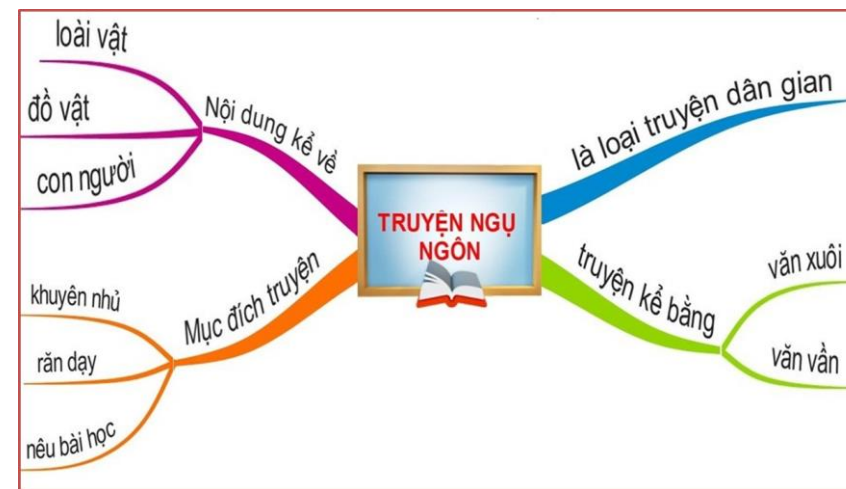 TRUYỆN NGỤ
NGÔN
là loại truyện dân gian
truyện kể bằng
văn xuôi
văn vần
Nội dung kể về
loài vật
đồ vật
con người
Mục đích truyện
khuyên nhủ
răn dạy
nêu bài học